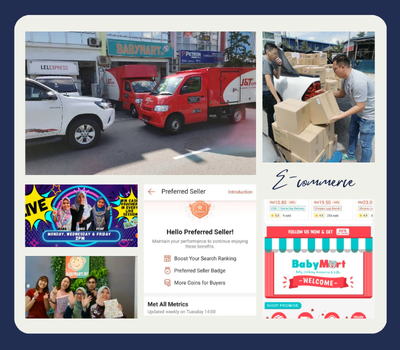 LELEXPRESS
BABYMART
J&T
E-commerce
LIVE
MONDAY, WEDNESDAY & FRIDAY
2PM
Preferred Seller
Introduction
Hello Preferred Seller!
Maintain your performance to continue enjoying
these benefits.
Boost Your Search Ranking
Preferred Seller Badge
More Coins for Buyers
Met All Metrics
Updated weekly on Tuesday 14:00
FOLLOW US NOW & GET
BabyMart
WELCOME
SHOP PROMOS